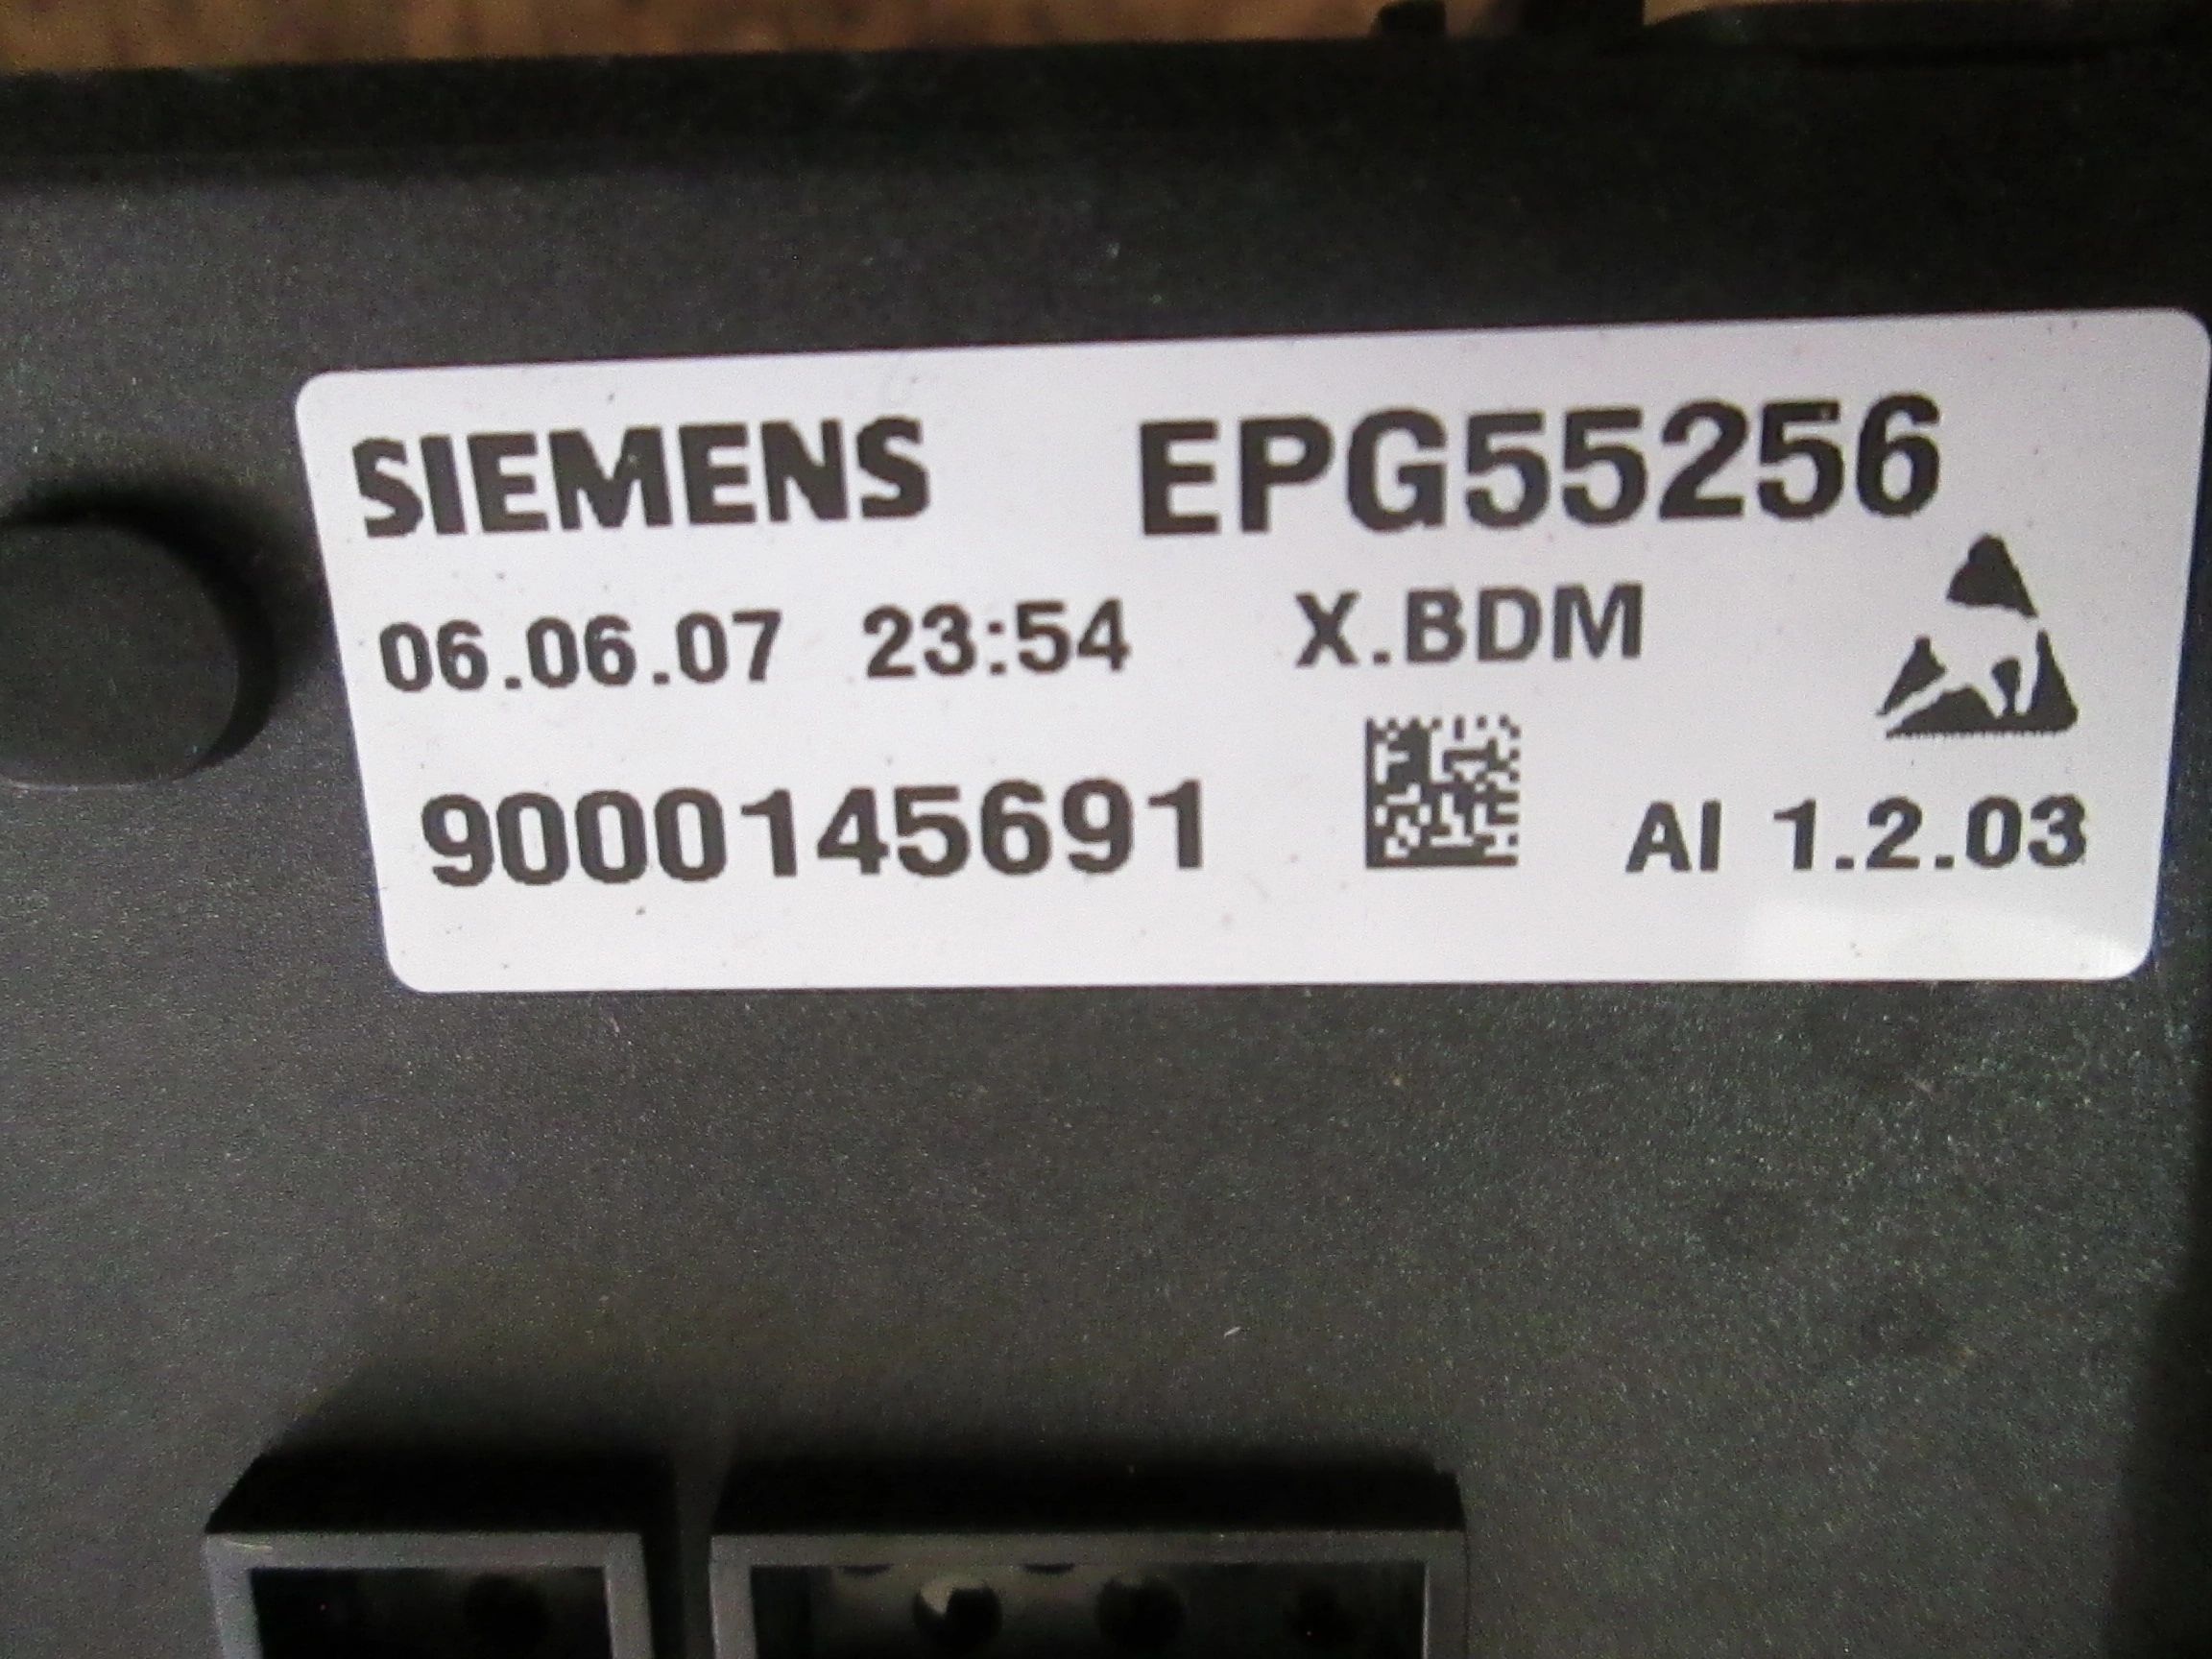 SIEMENS EPG55256
06.06.07 23:54 X.BDM
9000145691 AI 1.2.03